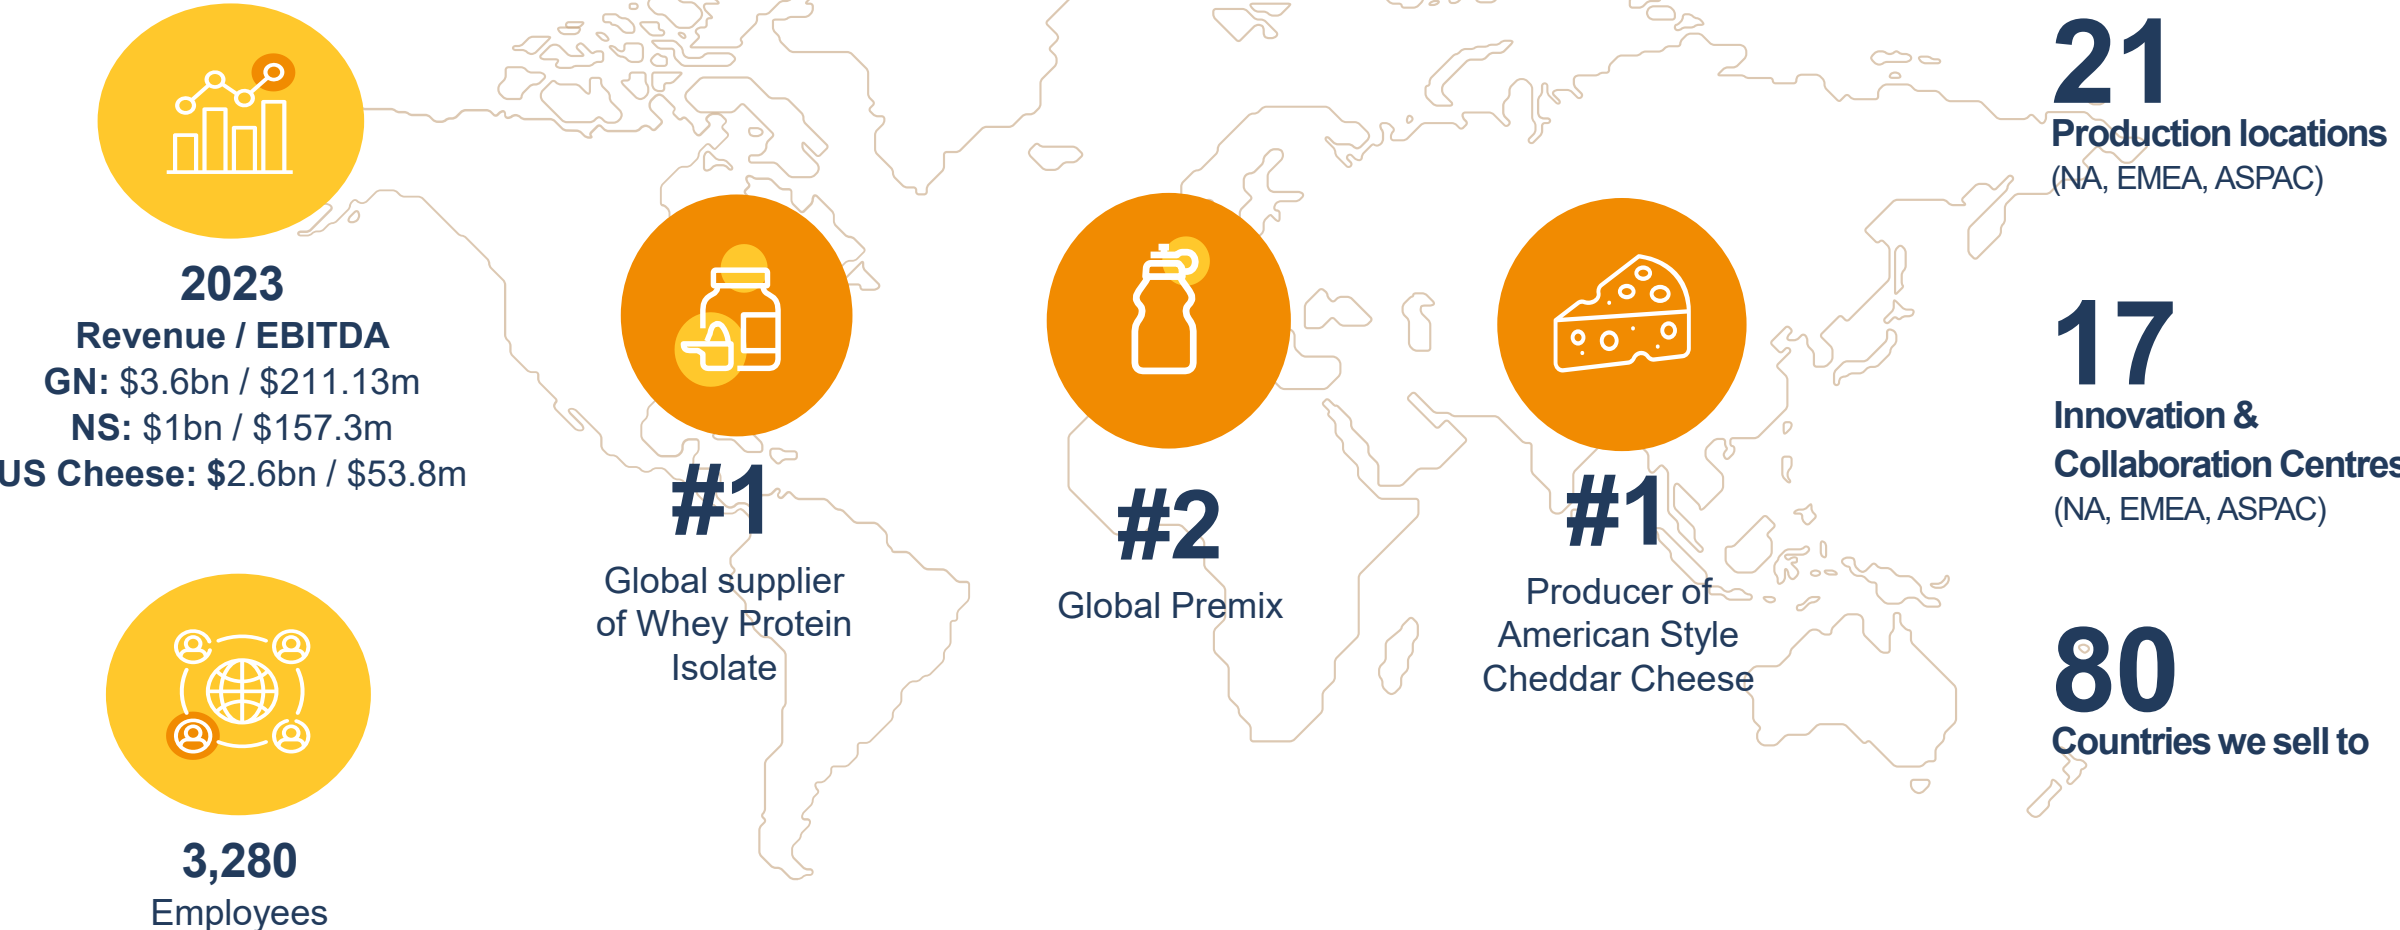 2023
Revenue / EBITDA
GN: $3.6bn / $211.13m
NS: $1bn / $157.3m
US Cheese: $2.6bn / $53.8m
3,280
Employees
#1
Global supplier
of Whey Protein
Isolate
#2
Global Premix
#1
Producer of
American Style
Cheddar Cheese
21
Production locations
(NA, EMEA, ASPAC)
17
Innovation &
Collaboration Centres
(NA, EMEA, ASPAC)
80
Countries we sell to